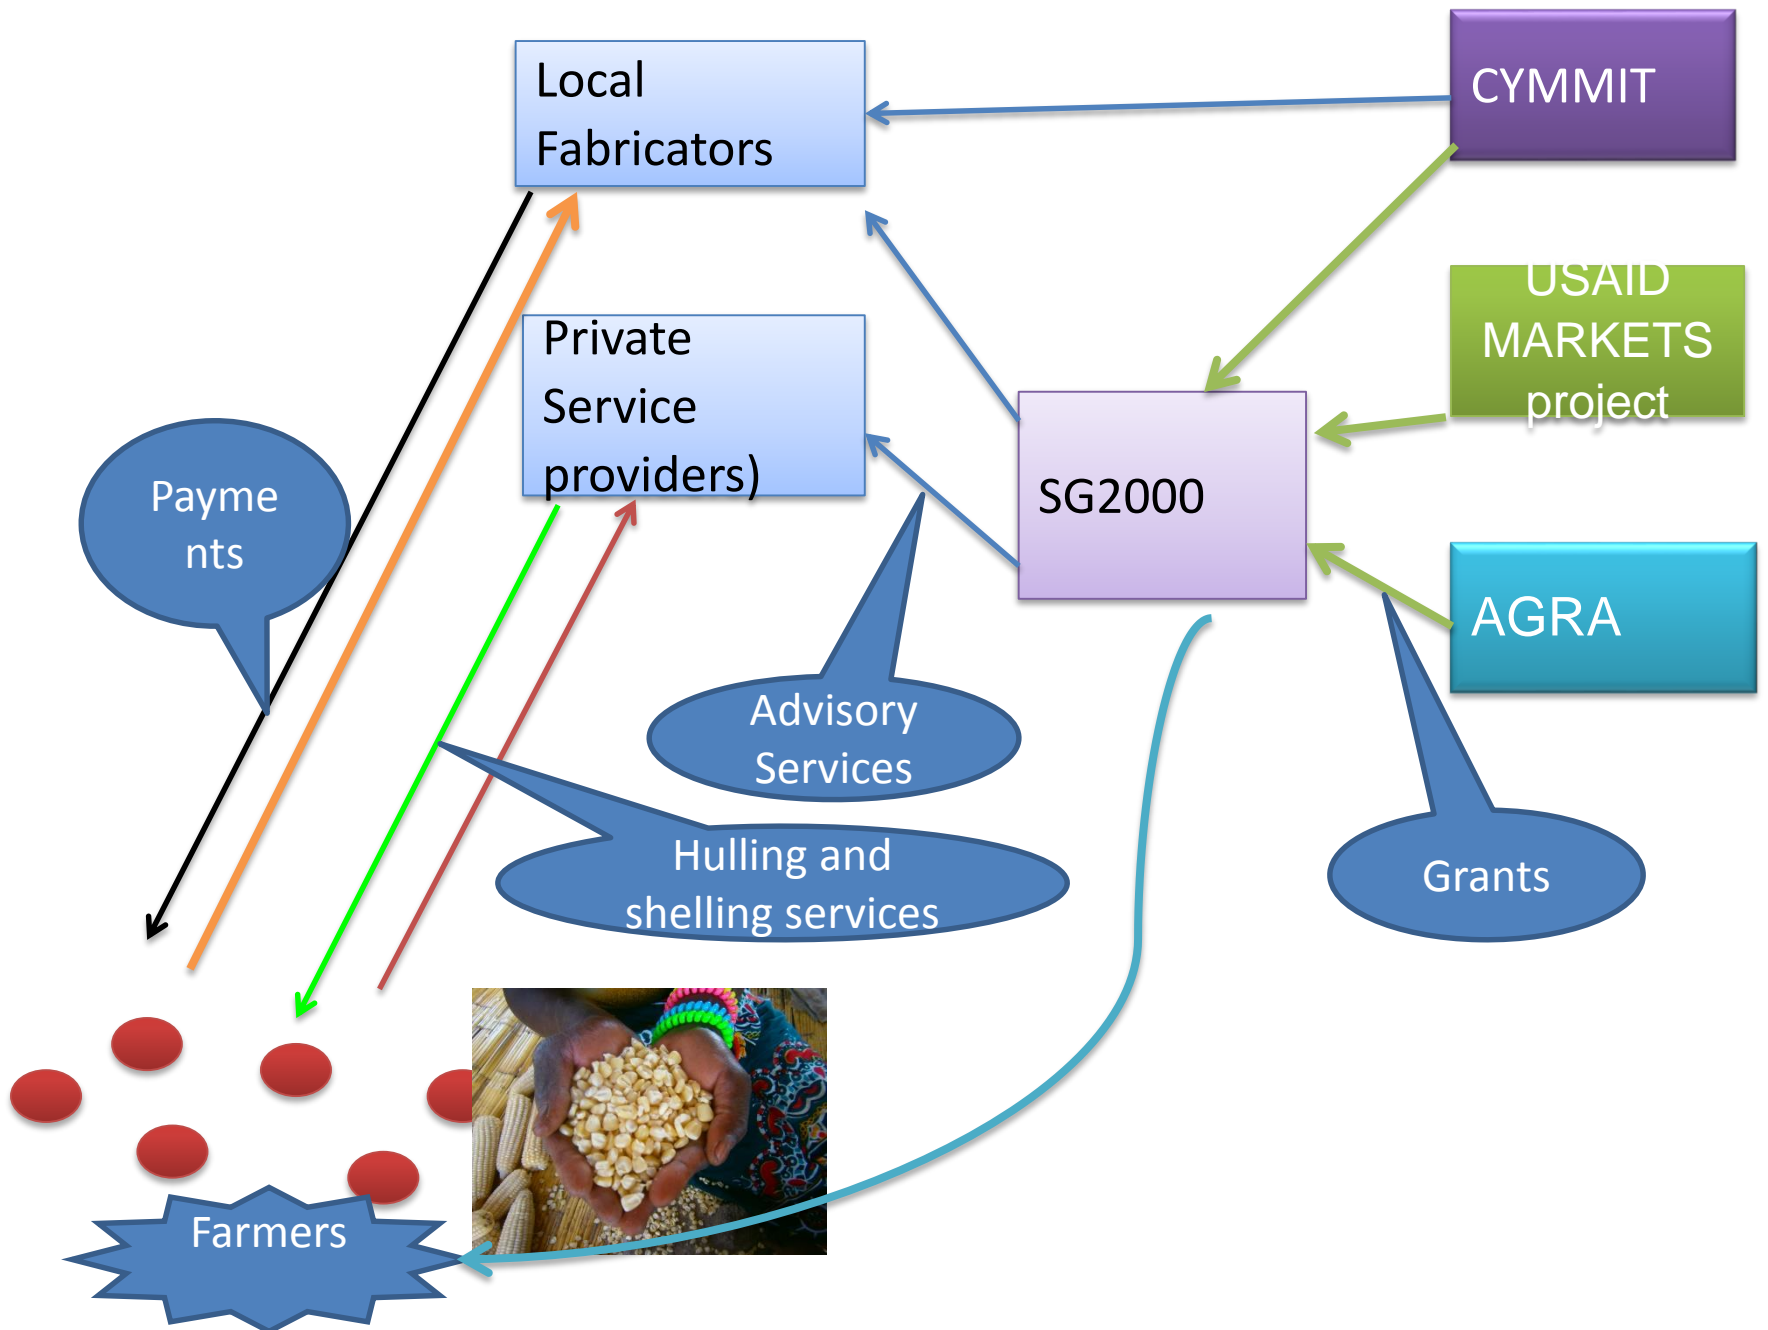 Local
Fabricators
CYMMIT
USAID
MARKETS
project
Private
Service
providers)
SG2000
Payme
nts
AGRA
Advisory
Services
Hulling and
shelling services
Grants
Farmers